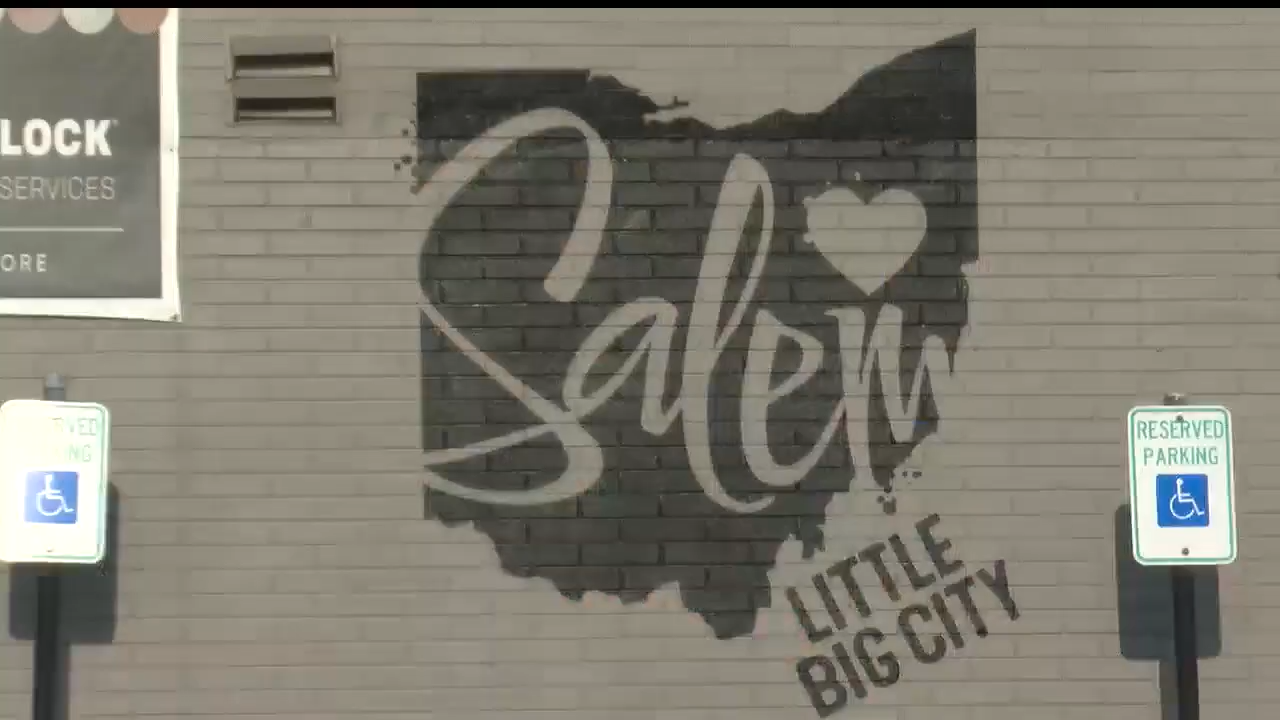 LOCK
SERVICES
ORE
Salem
LITTLE
BIG CITY
RESERVED
PARKING